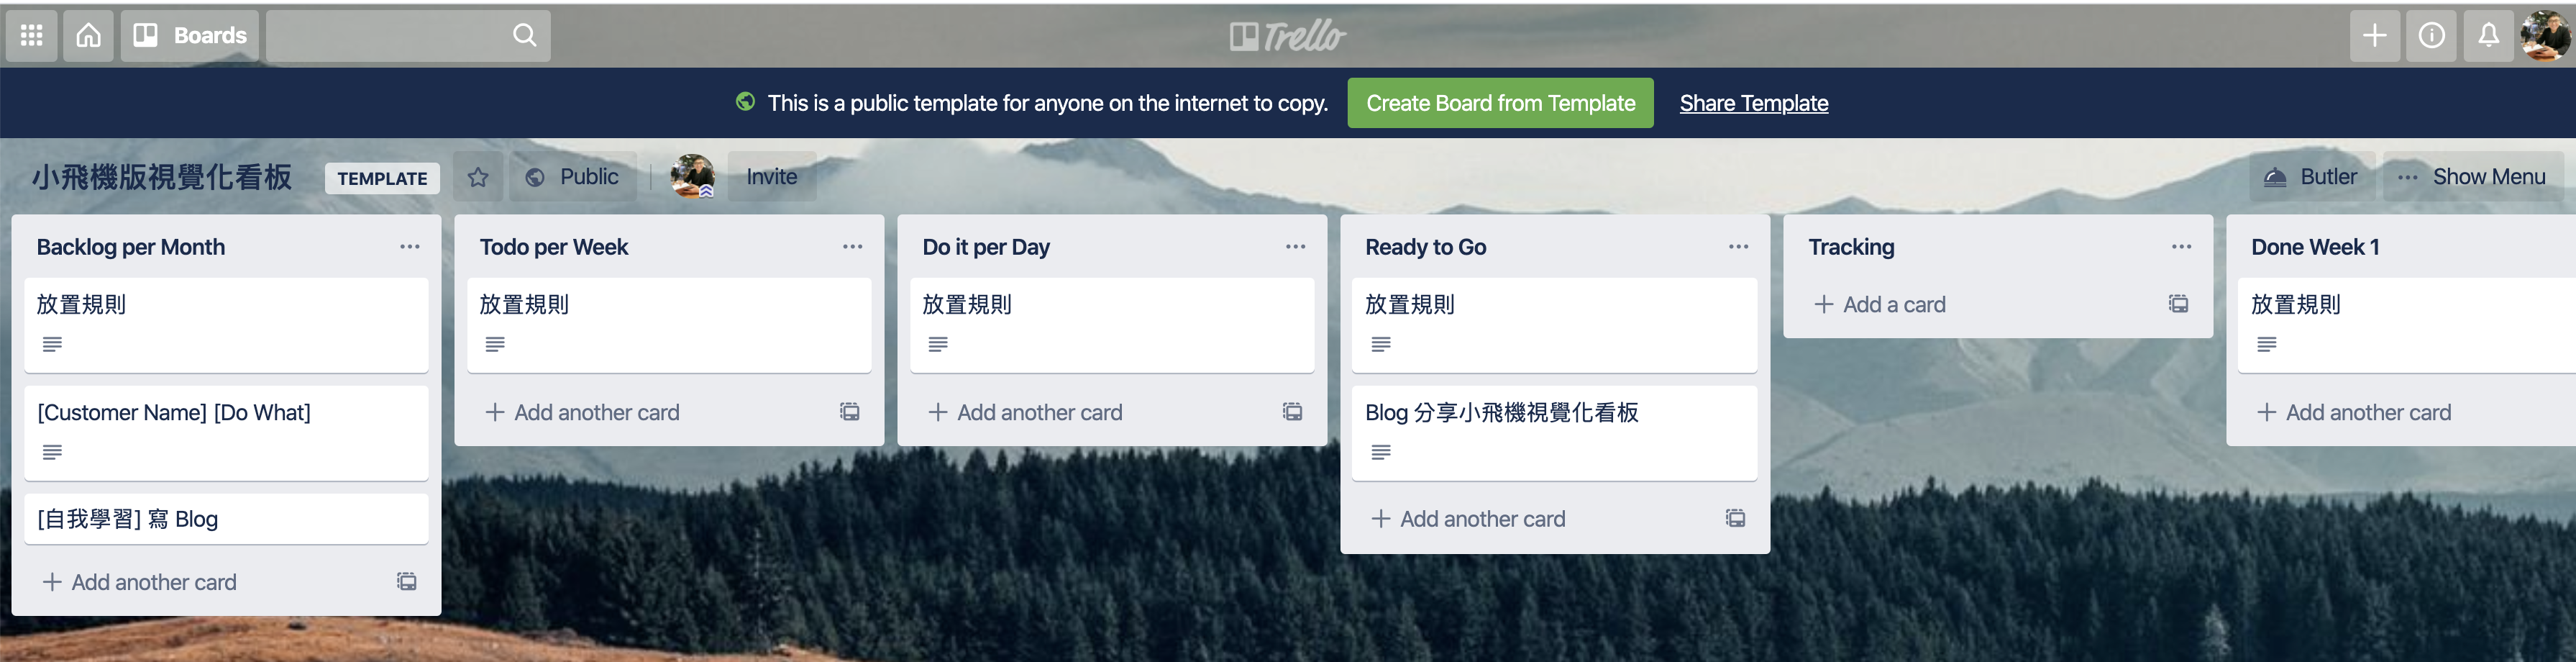 Boards
Trello
This is a public template for anyone on the internet to copy.
Create Board from Template
Share Template
小飛機版視覺化看板
TEMPLATE
Public
Invite
Butler
... Show Menu
Backlog per Month
放置規則
[Customer Name] [Do What]
[自我學習] 寫 Blog
+ Add another card
Todo per Week
放置規則
+ Add another card
Do it per Day
放置規則
+ Add another card
Ready to Go
放置規則
Blog 分享小飛機視覺化看板
+ Add another card
Tracking
+ Add a card
Done Week 1
放置規則
+ Add another card